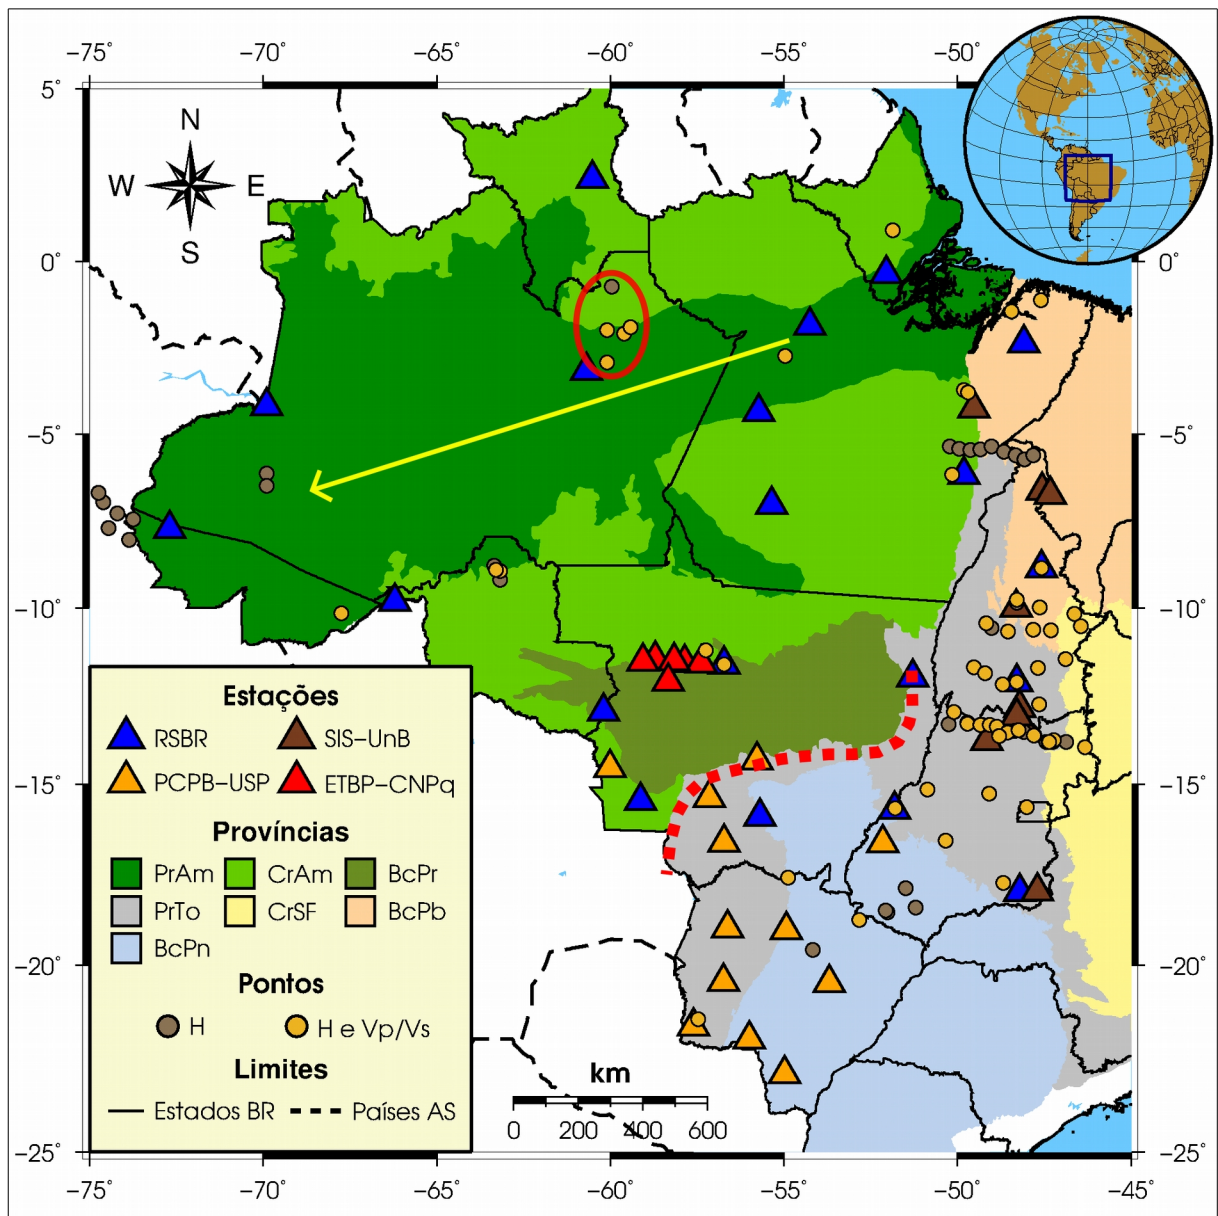 −75° −70° −65° −60° −55° −50°
5° 0° −5° −10° −15° −20° −25°
N
W E
S
0° −5° −10° −15° −20° −25°
Estações
RSBR SIS−UnB
PCPB−USP ETBP−CNPq
Províncias
PrAm CrAm BcPr
PrTo CrSF BcPb
BcPn
Pontos
H H e Vp/Vs
Limites
Estados BR Países AS
km
0 200 400 600
−75° −70° −65° −60° −55° −50° −45°